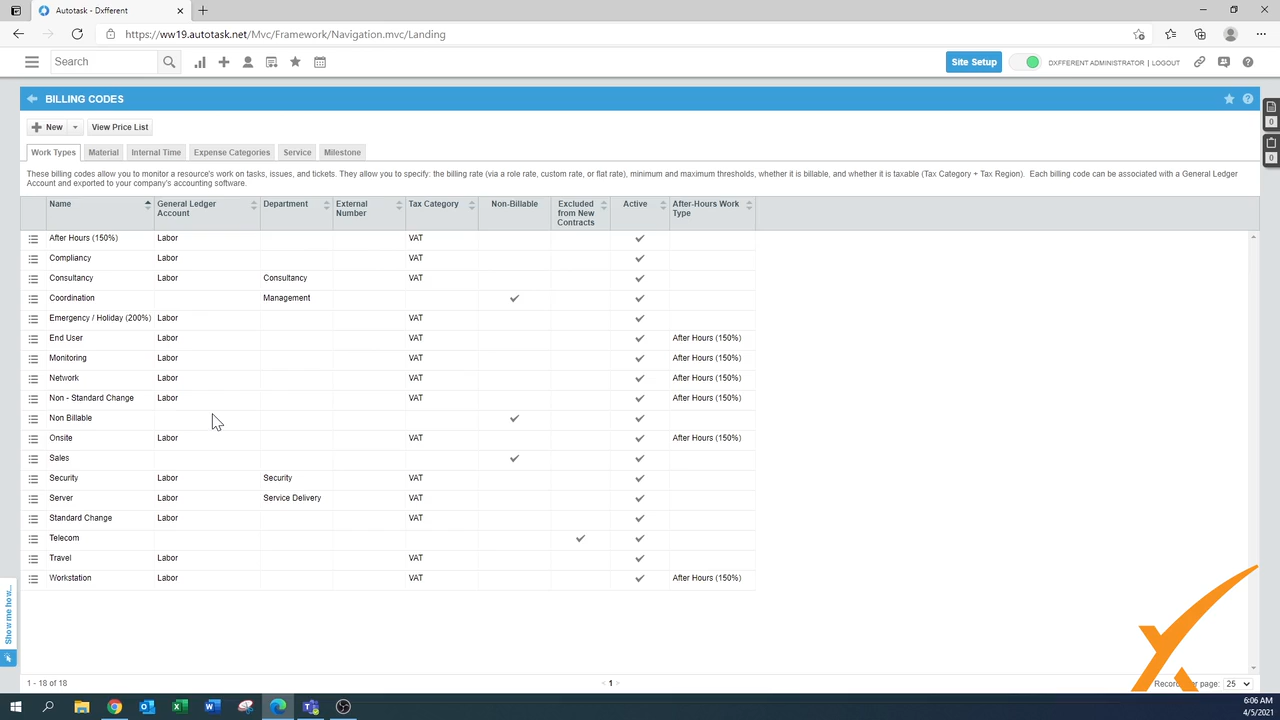 Autotask - Dxfferent
https://ww19.autotask.net/Mvc/Framework/Navigation.mvc/Landing
Search
Site Setup
DXFFERENT ADMINISTRATOR | LOGOUT
BILLING CODES
New
View Price List
Work Types
Material
Internal Time
Expense Categories
Service
Milestone
These billing codes allow you to monitor a resource's work on tasks, issues, and tickets. They allow you to specify: the billing rate (via a role rate, custom rate, or flat rate), minimum and maximum thresholds, whether it is billable, and whether it is taxable (Tax Category + Tax Region). Each billing code can be associated with a General Ledger
Account and exported to your company's accounting software.
Name General Ledger Account Department External Number Tax Category Non-Billable Excluded from New Contracts Active After-Hours Work Type
After Hours (150%) Labor VAT
Compliancy Labor VAT
Consultancy Labor Consultancy VAT
Coordination Management
Emergency / Holiday (200%) Labor VAT
End User Labor VAT After Hours (150%)
Monitoring Labor VAT After Hours (150%)
Network Labor VAT After Hours (150%)
Non - Standard Change Labor VAT After Hours (150%)
Non Billable
Onsite Labor VAT After Hours (150%)
Sales
Security Labor Security VAT
Server Labor Service Delivery VAT
Standard Change Labor VAT
Telecom
Travel Labor VAT
Workstation Labor VAT After Hours (150%)
0
0
Show me how...
1 - 18 of 18
< 1 >
per page: 25
6:06 AM
4/5/2021